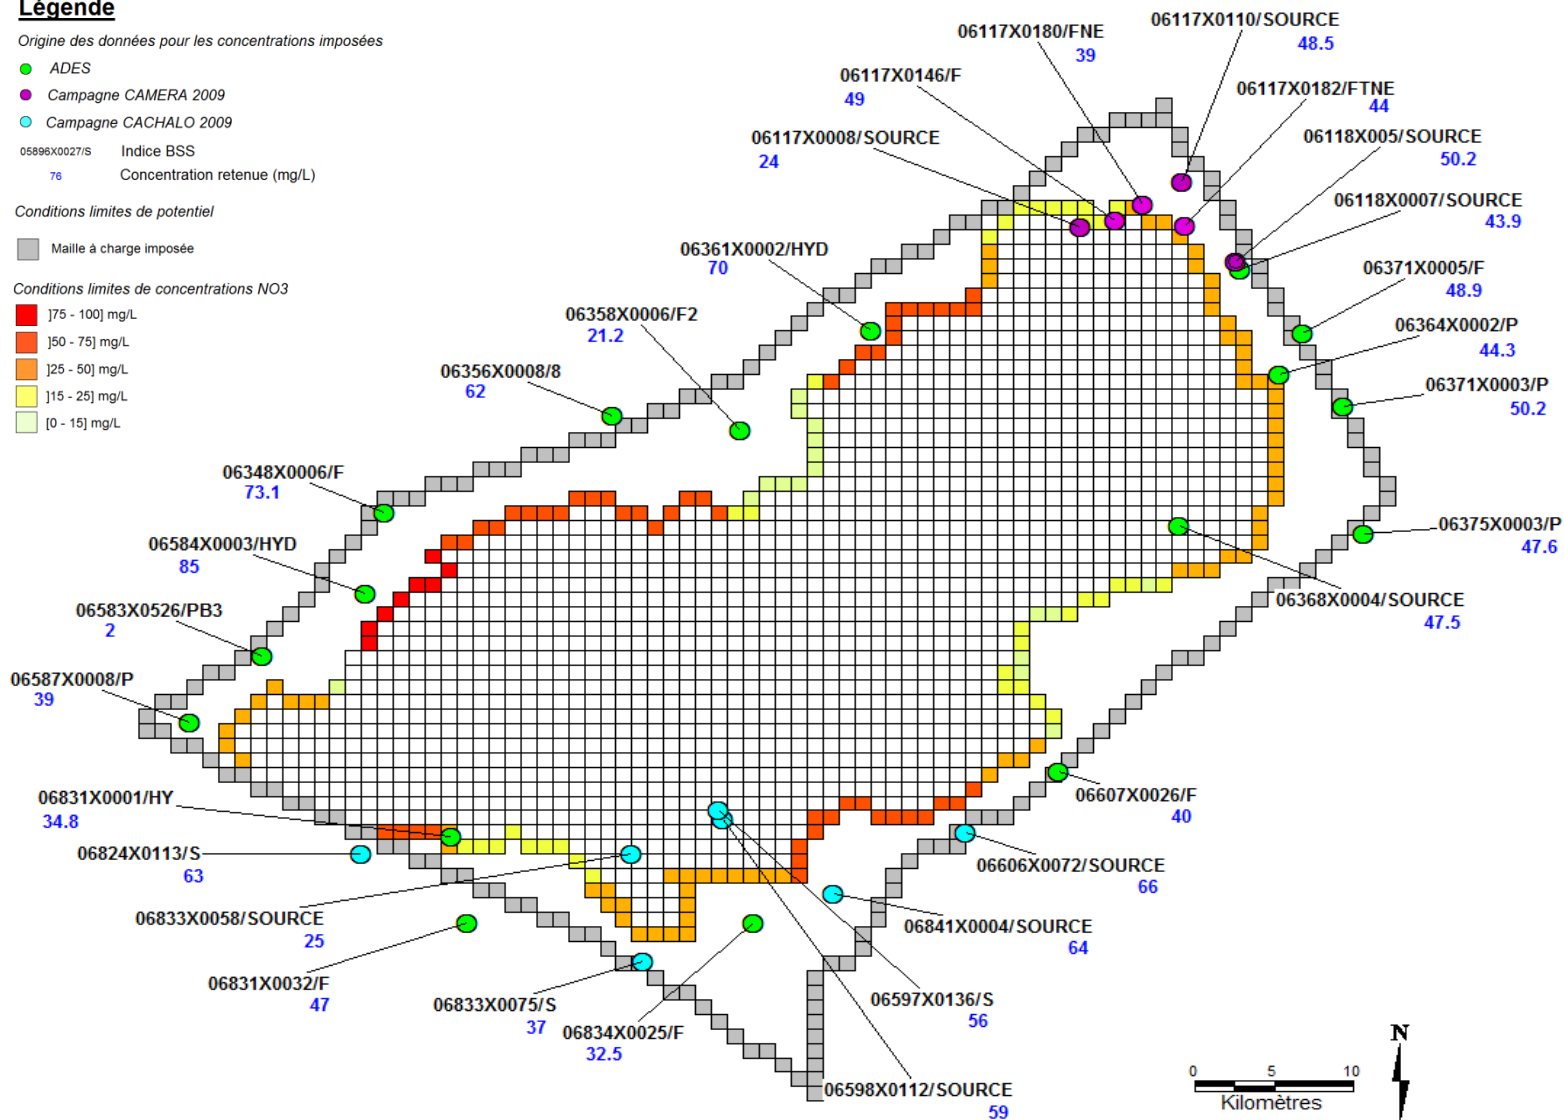 Légende
Origine des données pour les concentrations imposées
ADES
Campagne CAMERA 2009
Campagne CACHALO 2009
05896X0027/S Indice BSS
76 Concentration retenue (mg/L)
Conditions limites de potentiel
Maille à charge imposée
Conditions limites de concentrations NO3
]75 - 100] mg/L
]50 - 75] mg/L
]25 - 50] mg/L
]15 - 25] mg/L
[0 - 15] mg/L
06117X0110/SOURCE
48.5
06117X0180/FNE
39
06117X0146/F
49
06117X0182/FTNE
44
06117X0008/SOURCE
24
06118X005/SOURCE
50.2
06118X0007/SOURCE
43.9
06361X0002/HYD
70
06371X0005/F
48.9
06358X0006/F2
21.2
06364X0002/P
44.3
06356X0008/8
62
06371X0003/P
50.2
06348X0006/F
73.1
06375X0003/P
47.6
06584X0003/HYD
85
06368X0004/SOURCE
47.5
06583X0526/PB3
2
06587X0008/P
39
06831X0001/HY
34.8
06607X0026/F
40
06824X0113/S
63
06606X0072/SOURCE
66
06833X0058/SOURCE
25
06841X0004/SOURCE
64
06831X0032/F
47
06833X0075/S
37
06597X0136/S
56
06834X0025/F
32.5
06598X0112/SOURCE
59
N
0 5 10
Kilomètres